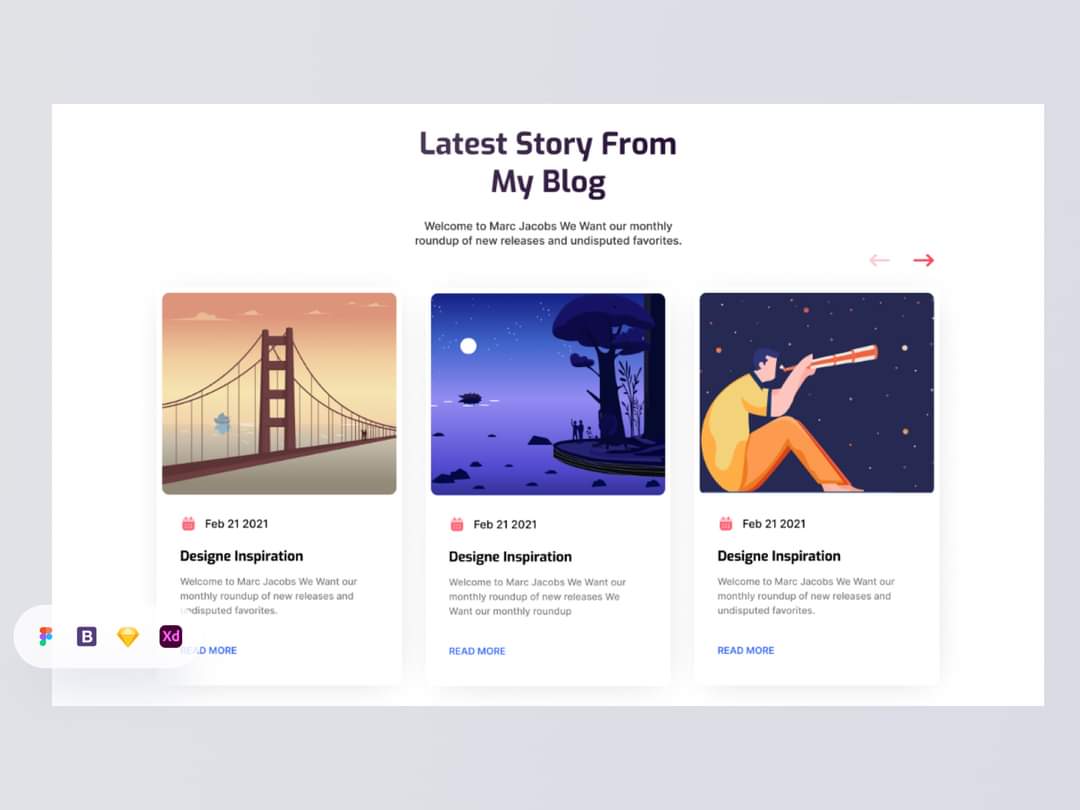 Latest Story From
My Blog
Welcome to Marc Jacobs We Want our monthly
roundup of new releases and undisputed favorites.
Feb 21 2021
Designe Inspiration
Welcome to Marc Jacobs We Want our
monthly roundup of new releases and
undisputed favorites.
READ MORE
Feb 21 2021
Designe Inspiration
Welcome to Marc Jacobs We Want our
monthly roundup of new releases We
Want our monthly roundup
READ MORE
Feb 21 2021
Designe Inspiration
Welcome to Marc Jacobs We Want our
monthly roundup of new releases and
undisputed favorites.
READ MORE
B
Xd